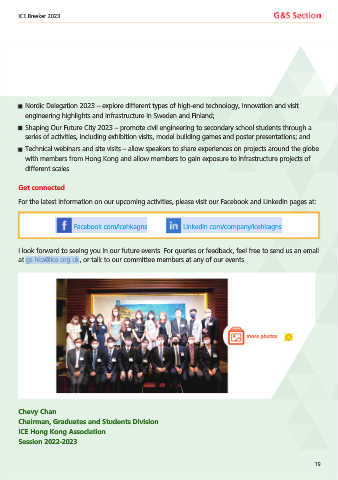 ICE Breaker 2023
G&S Section
Nordic Delegation 2023 – explore different types of high-end technology, innovation and visit
engineering highlights and infrastructure in Sweden and Finland;
Shaping Our Future City 2023 – promote civil engineering to secondary school students through a
series of activities, including exhibition visits, model building games and poster presentations; and
Technical webinars and site visits – allow speakers to share experiences on projects around the globe
with members from Hong Kong and allow members to gain exposure to infrastructure projects of
different scales
Get connected
For the latest information on our upcoming activities, please visit our Facebook and LinkedIn pages at:
Facebook com/icehkagns
LinkedIn com/company/icehkagns
I look forward to seeing you in our future events For queries or feedback, feel free to send us an email
at gs hka@ice org uk, or talk to our committee members at any of our events
more photos
Chevy Chan
Chairman, Graduates and Students Division
ICE Hong Kong Association
Session 2022-2023
19